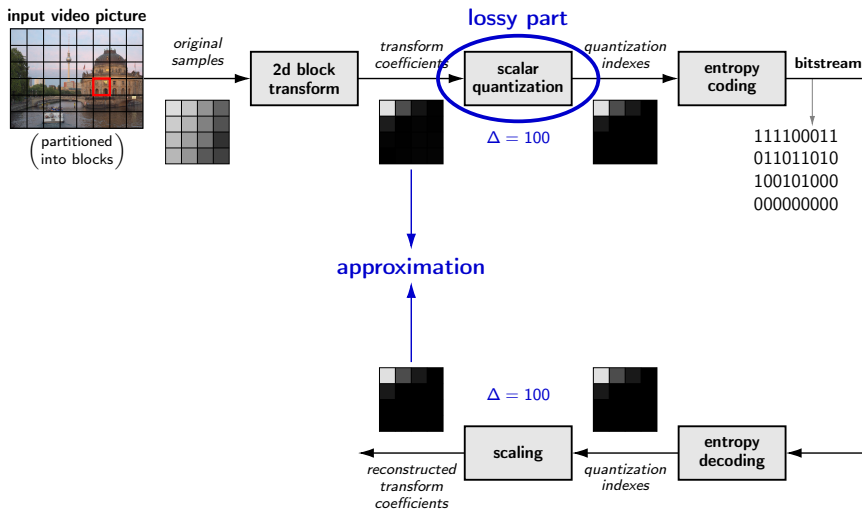 lossy part
input video picture
(partitioned
into blocks)
original
samples
2d block
transform
transform
coefficients
scalar
quantization
quantization
indexes
entropy
coding
bitstream
Δ = 100
111100011
011011010
100101000
000000000
approximation
Δ = 100
reconstructed
transform
coefficients
scaling
quantization
indexes
entropy
decoding